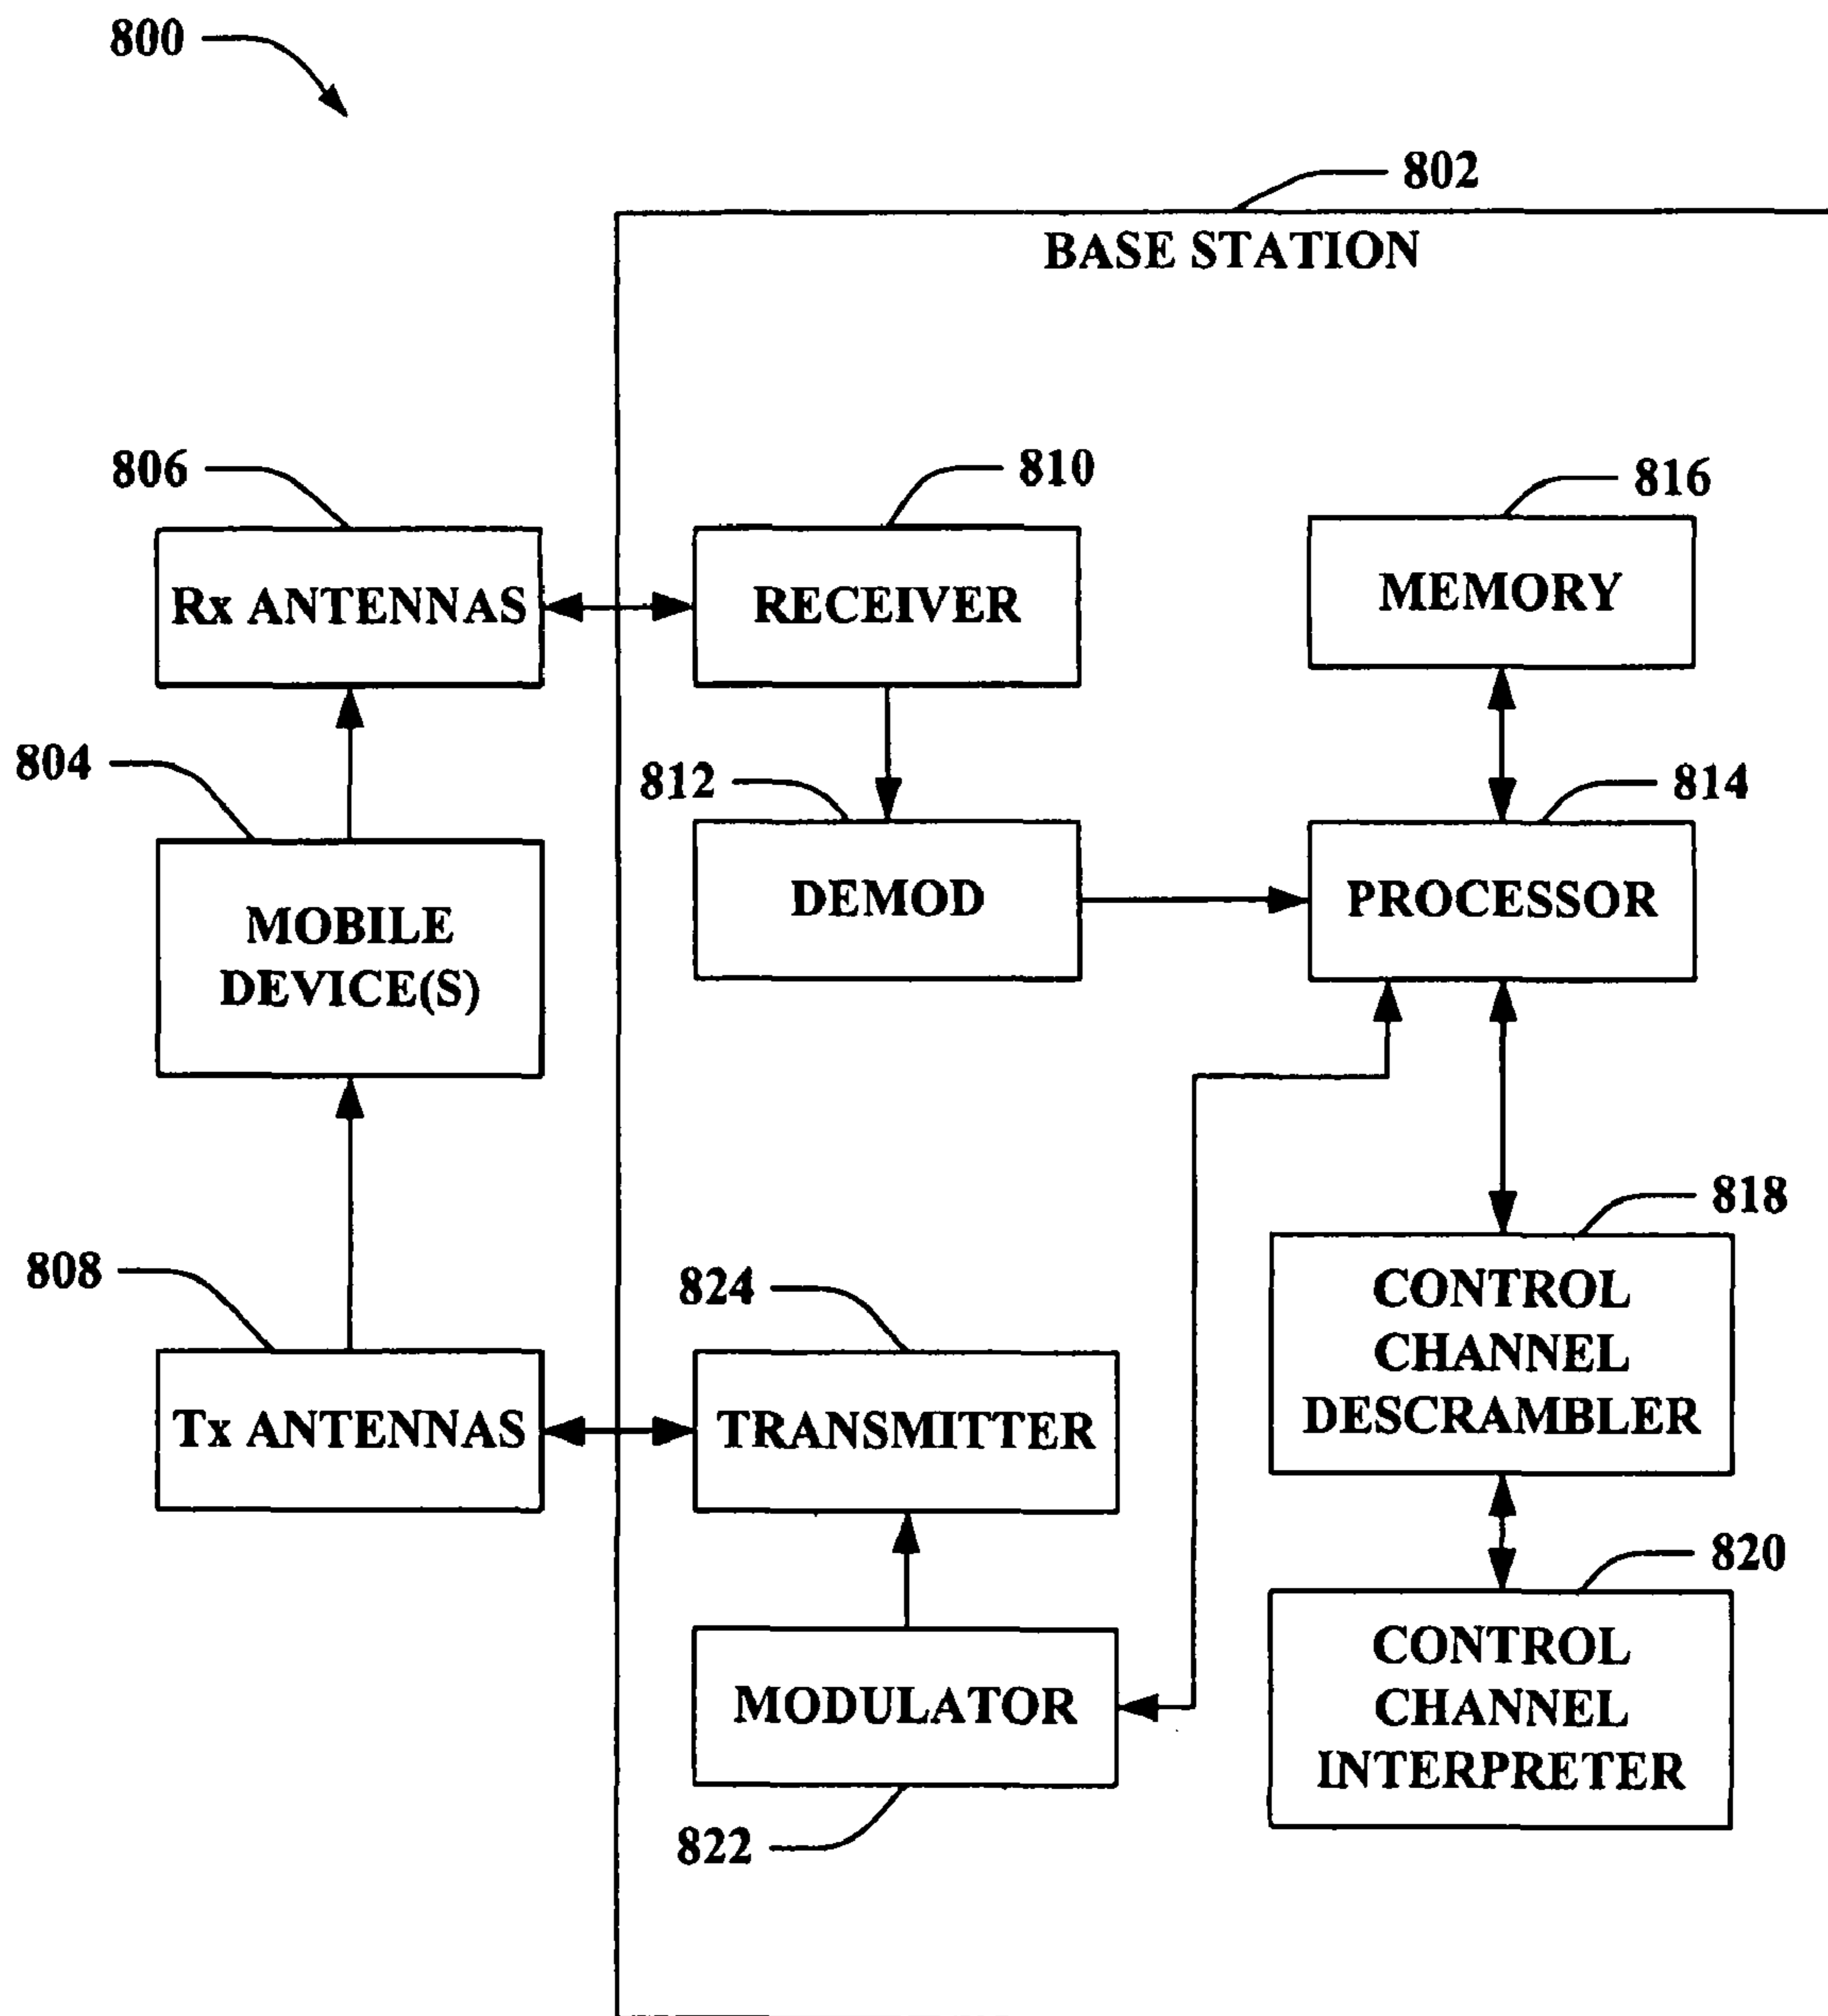 800
802
BASE STATION
806
810
816
Rx ANTENNAS
RECEIVER
MEMORY
804
812
814
MOBILE
DEVICE(S)
DEMOD
PROCESSOR
808
824
818
Tx ANTENNAS
TRANSMITTER
CONTROL
CHANNEL
DESCRAMBLER
820
MODULATOR
CONTROL
CHANNEL
INTERPRETER
822